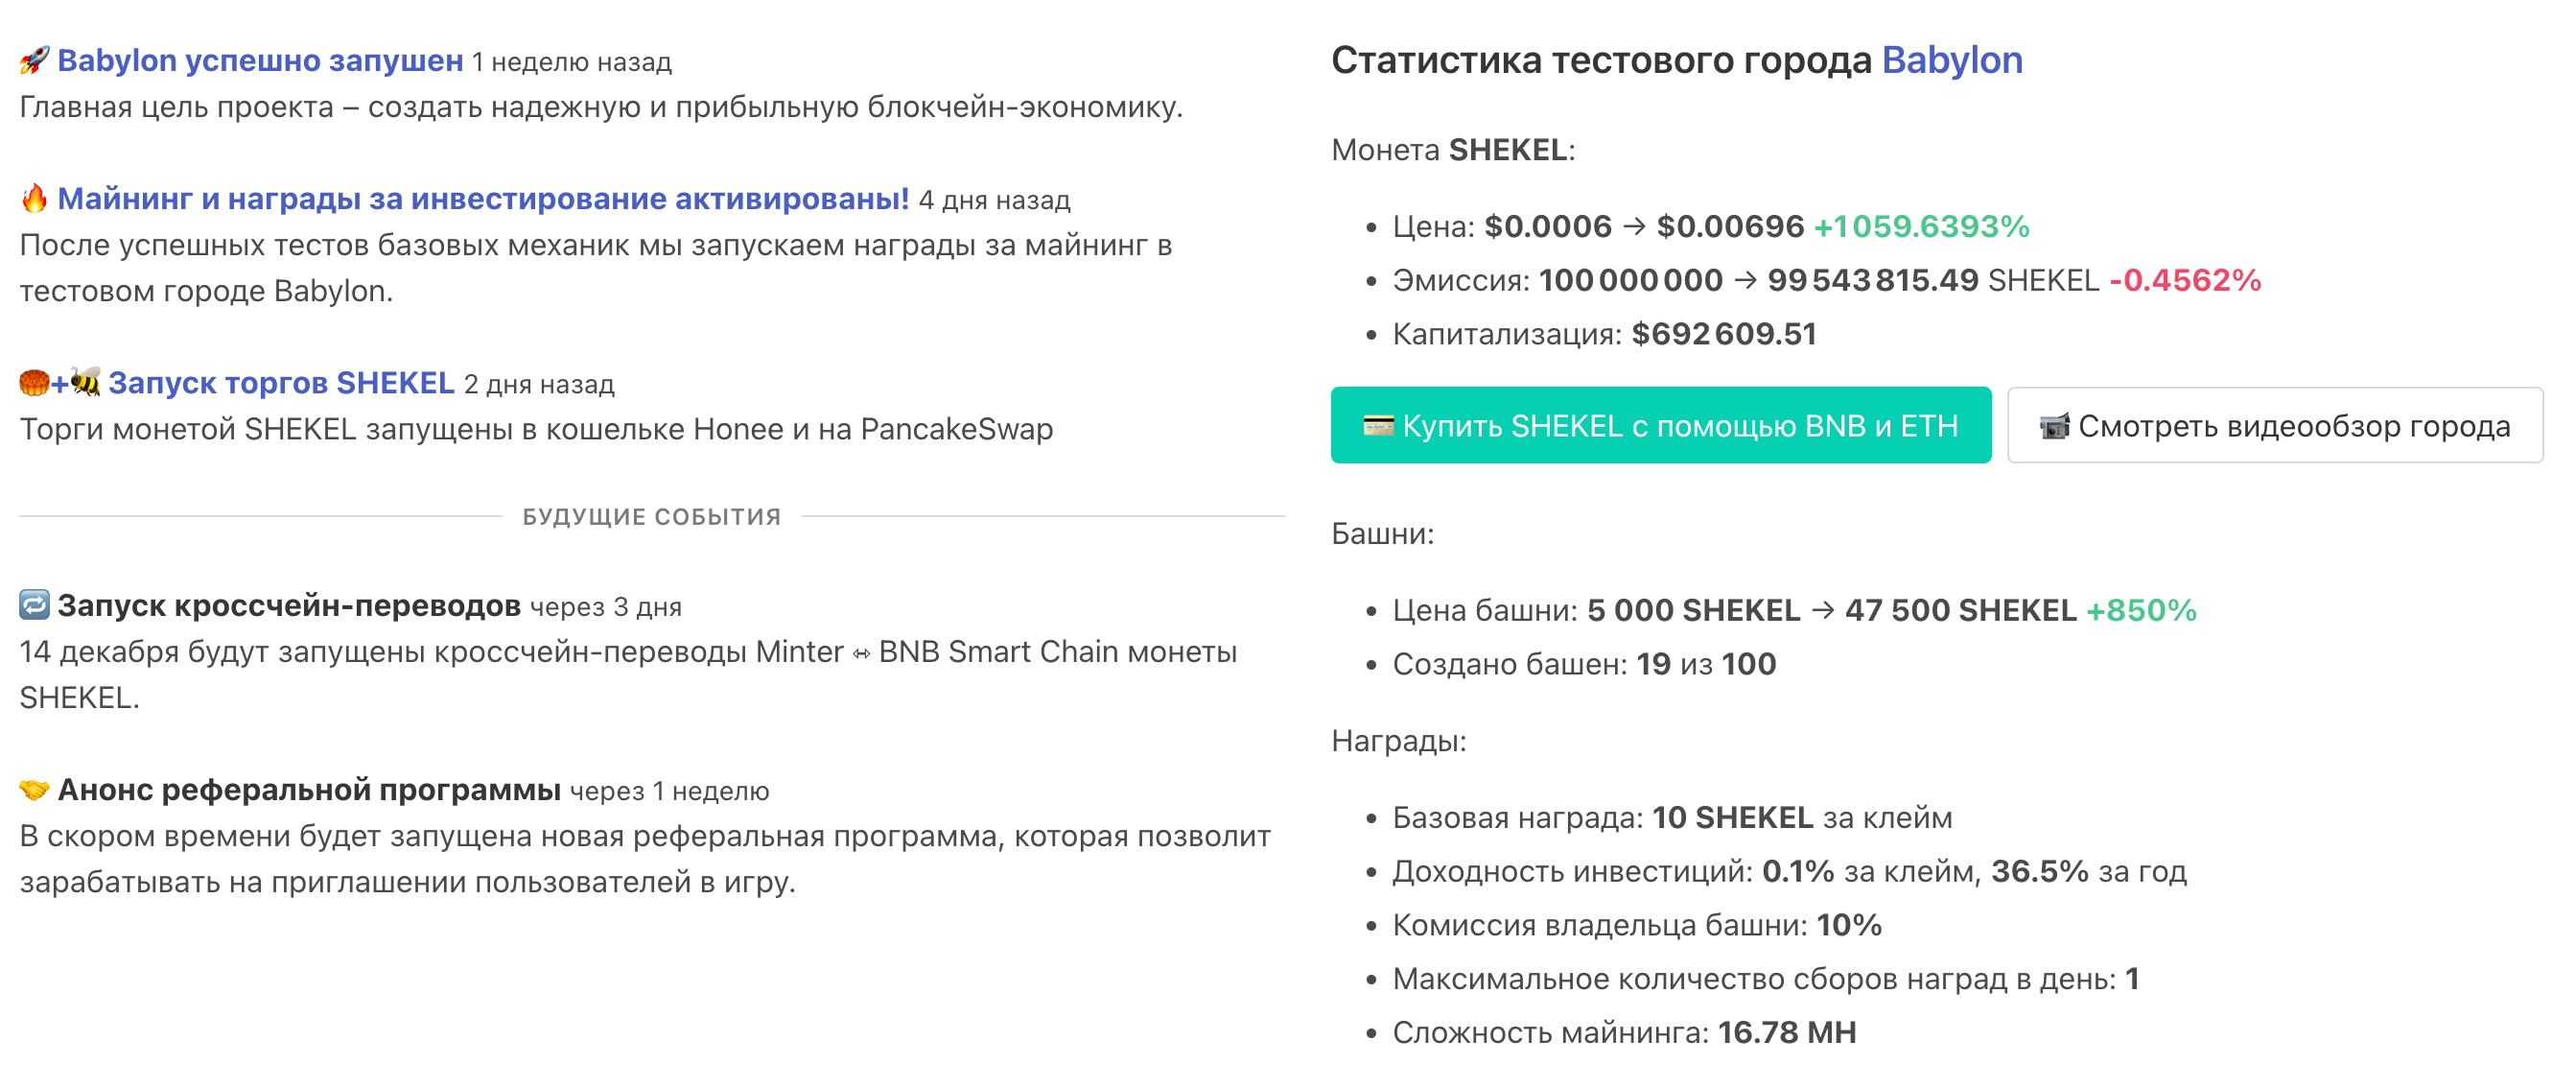 🚀 Babylon успешно запушен 1 неделю назад
Главная цель проекта – создать надежную и прибыльную блокчейн-экономику.
🔥 Майнинг и награды за инвестирование активированы! 4 дня назад
После успешных тестов базовых механик мы запускаем награды за майнинг в
тестовом городе Babylon.
🥮+🐝 Запуск торгов SHEKEL 2 дня назад
Торги монетой SHEKEL запущены в кошельке Honee и на PancakeSwap
БУДУЩИЕ СОБЫТИЯ
🔁 Запуск кроссчейн-переводов через 3 дня
14 декабря будут запущены кроссчейн-переводы Minter ⇿ BNB Smart Chain монеты
SHEKEL.
🤝 Анонс реферальной программы через 1 неделю
В скором времени будет запущена новая реферальная программа, которая позволит
зарабатывать на приглашении пользователей в игру.
Статистика тестового города Babylon
Монета SHEKEL:
• Цена: $0.0006 → $0.00696 +1 059.6393%
• Эмиссия: 100 000 000 → 99 543 815.49 SHEKEL -0.4562%
• Капитализация: $692 609.51
💳 Купить SHEKEL с помощью BNB и ETH
📹 Смотреть видеообзор города
Башни:
• Цена башни: 5 000 SHEKEL → 47 500 SHEKEL +850%
• Создано башен: 19 из 100
Награды:
• Базовая награда: 10 SHEKEL за клейм
• Доходность инвестиций: 0.1% за клейм, 36.5% за год
• Комиссия владельца башни: 10%
• Максимальное количество сборов наград в день: 1
• Сложность майнинга: 16.78 MH